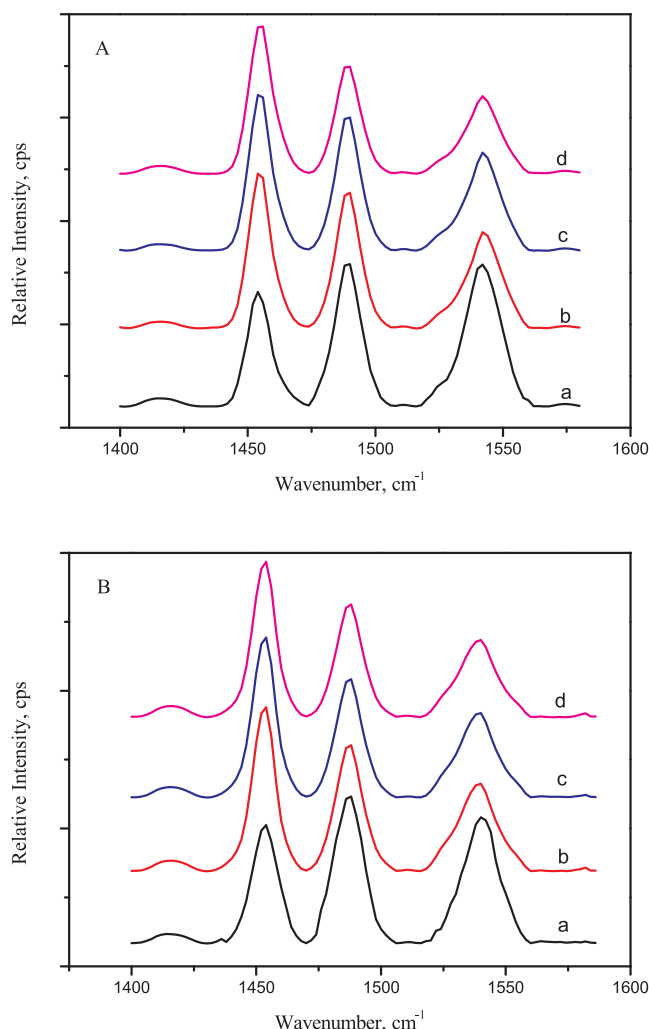 A
Relative Intensity, cps
d
c
b
a
1400 1450 1500 1550 1600
Wavenumber, cm⁻¹
B
Relative Intensity, cps
d
c
b
a
1400 1450 1500 1550 1600
Wavenumber, cm⁻¹